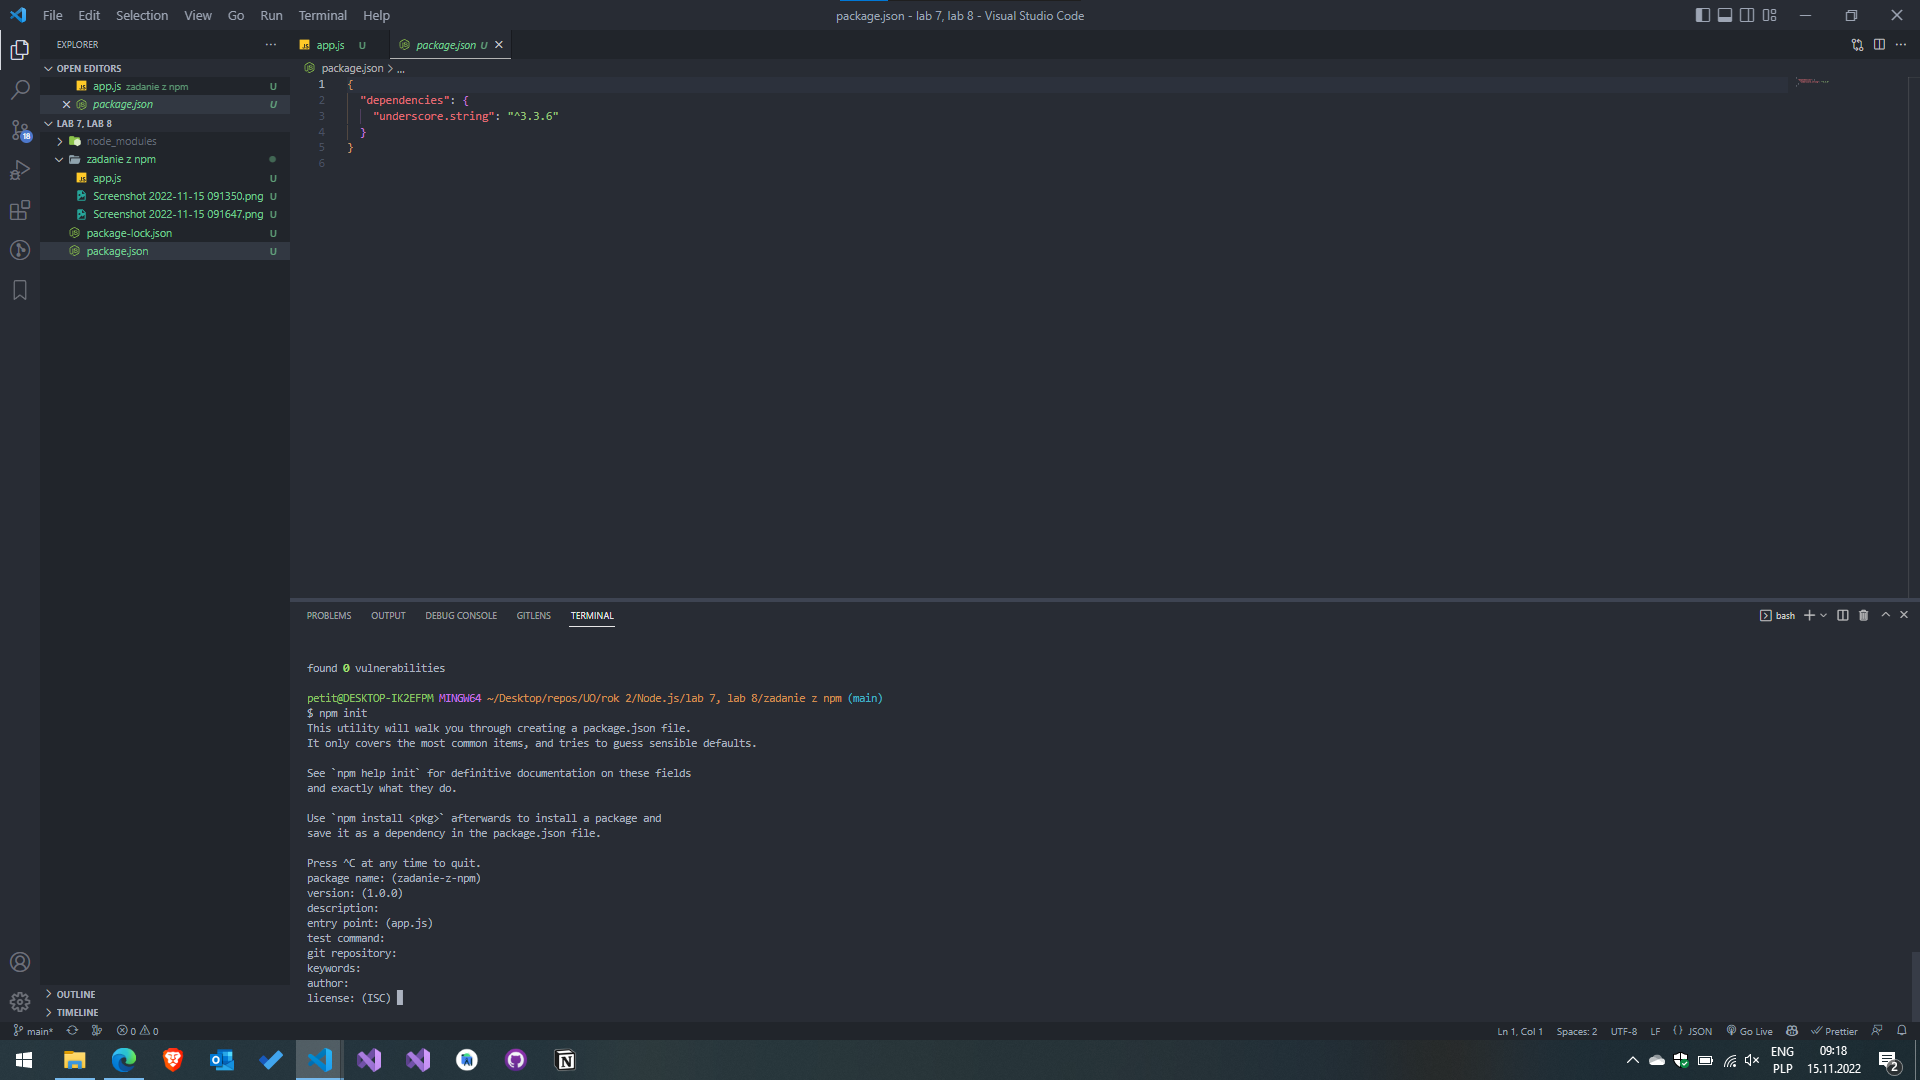 File Edit Selection View Go Run Terminal Help
package.json - lab 7, lab 8 - Visual Studio Code
EXPLORER
OPEN EDITORS
app.js zadanie z npm U
package.json U
LAB 7, LAB 8
node_modules
zadanie z npm
app.js U
Screenshot 2022-11-15 091350.png U
Screenshot 2022-11-15 091647.png U
package-lock.json U
package.json U
18
OUTLINE
TIMELINE
app.js U
package.json U
package.json > ...
1 {
2 "dependencies": {
3 "underscore.string": "^3.3.6"
4 }
5 }
6
PROBLEMS OUTPUT DEBUG CONSOLE GITLENS TERMINAL
bash
found 0 vulnerabilities
petit@DESKTOP-IK2EFPM MINGW64 ~/Desktop/repos/UO/rok 2/Node.js/lab 7, lab 8/zadanie z npm (main)
$ npm init
This utility will walk you through creating a package.json file.
It only covers the most common items, and tries to guess sensible defaults.
See `npm help init` for definitive documentation on these fields
and exactly what they do.
Use `npm install <pkg>` afterwards to install a package and
save it as a dependency in the package.json file.
Press ^C at any time to quit.
package name: (zadanie-z-npm)
version: (1.0.0)
description:
entry point: (app.js)
test command:
git repository:
keywords:
author:
license: (ISC)
main* 0 0
Ln 1, Col 1 Spaces: 2 UTF-8 LF {} JSON Go Live Prettier
ENG
PLP
09:18
15.11.2022
2